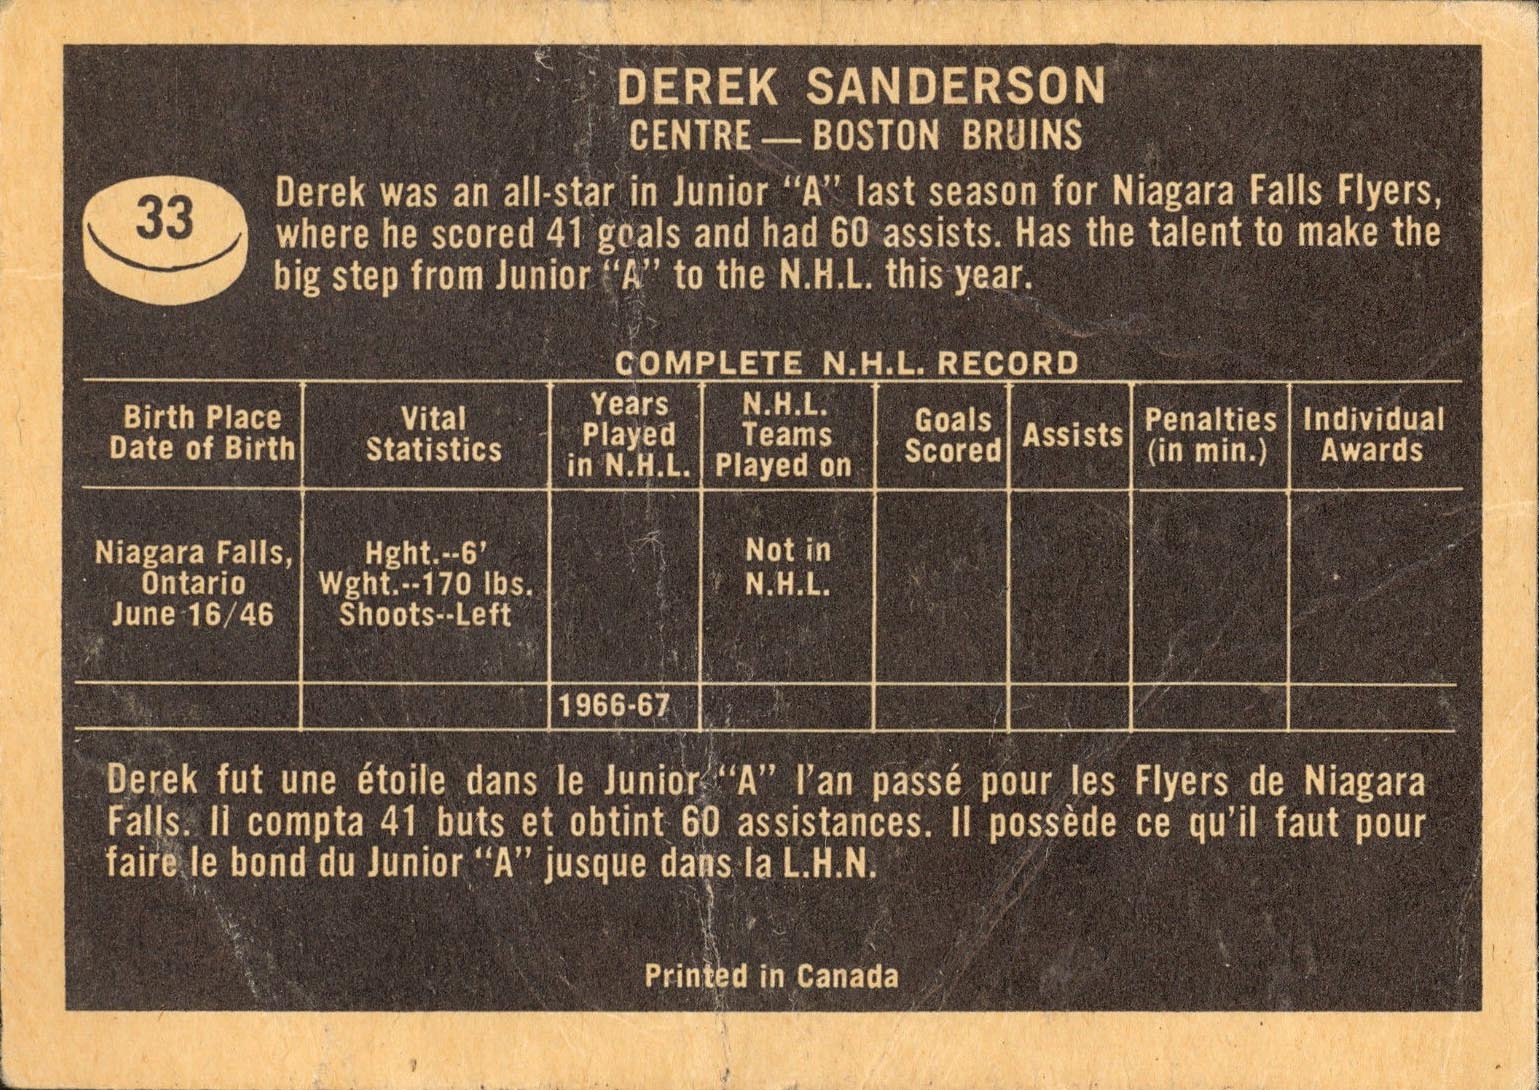 DEREK SANDERSON
CENTRE — BOSTON BRUINS
33
Derek was an all-star in Junior “A” last season for Niagara Falls Flyers,
where he scored 41 goals and had 60 assists. Has the talent to make the
big step from Junior “A” to the N.H.L. this year.
COMPLETE N.H.L. RECORD
Birth Place
Date of Birth
Vital
Statistics
Years
Played
in N.H.L.
N.H.L.
Teams
Played on
Goals
Scored
Assists
Penalties
(in min.)
Individual
Awards
Niagara Falls,
Ontario
June 16/46
Hght.--6’
Wght.--170 lbs.
Shoots--Left
Not in
N.H.L.
1966-67
Derek fut une étoile dans le Junior “A” l’an passé pour les Flyers de Niagara
Falls. Il compta 41 buts et obtint 60 assistances. Il possède ce qu’il faut pour
faire le bond du Junior “A” jusque dans la L.H.N.
Printed in Canada